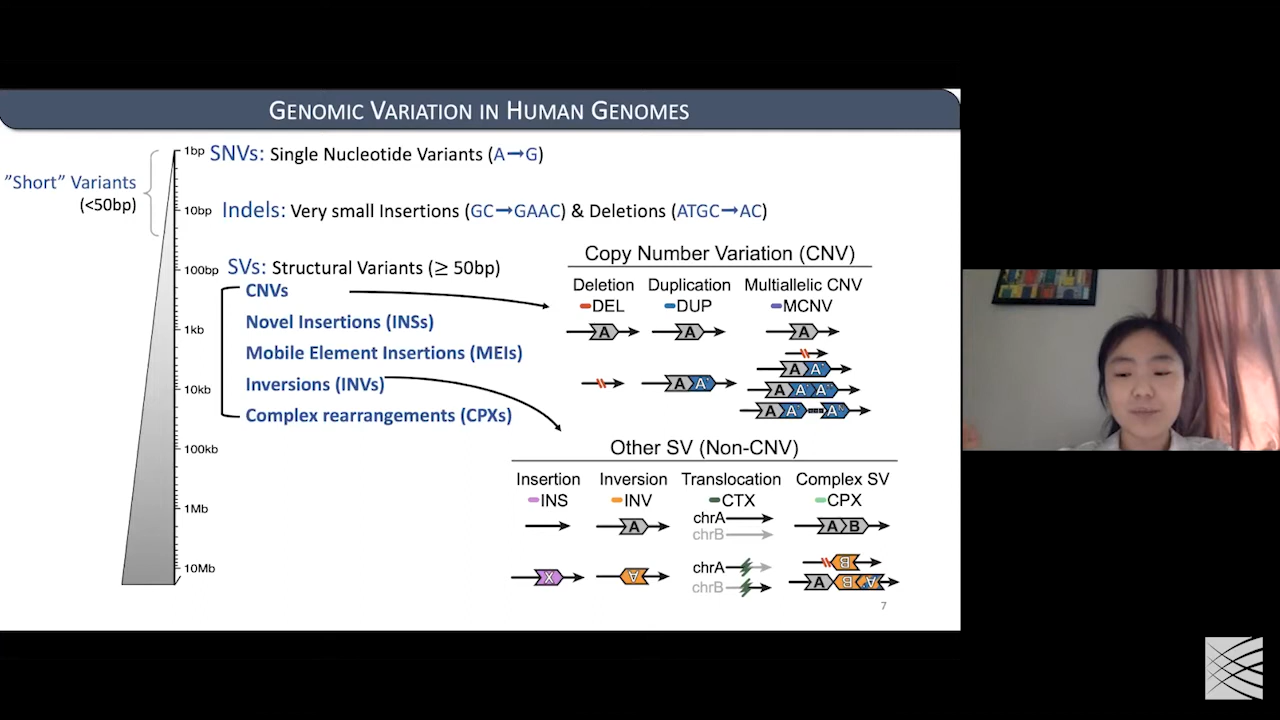 GENOMIC VARIATION IN HUMAN GENOMES
1bp
SNVs: Single Nucleotide Variants (A→G)
”Short” Variants
(<50bp)
10bp
Indels: Very small Insertions (GC→GAAC) & Deletions (ATGC→AC)
100bp
SVs: Structural Variants (≥ 50bp)
CNVs
Novel Insertions (INSs)
1kb
Mobile Element Insertions (MEIs)
Inversions (INVs)
10kb
Complex rearrangements (CPXs)
100kb
1Mb
10Mb
Copy Number Variation (CNV)
Deletion Duplication Multiallelic CNV
DEL DUP MCNV
A A A
A A'
A A A' A' A''
A A' A
Other SV (Non-CNV)
Insertion Inversion Translocation Complex SV
INS INV CTX CPX
chrA
A A B
chrB
B
chrA
X A
chrB
A B A'
7